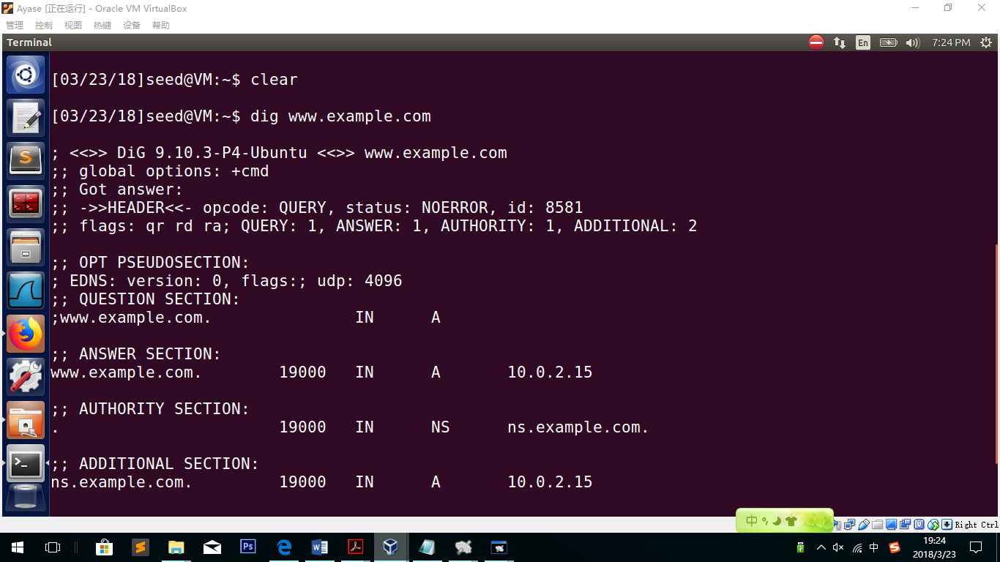 Ayase [正在运行] - Oracle VM VirtualBox
管理 控制 视图 热键 设备 帮助
Terminal En 7:24 PM
[03/23/18]seed@VM:~$ clear
[03/23/18]seed@VM:~$ dig www.example.com
; <<>> DiG 9.10.3-P4-Ubuntu <<>> www.example.com
;; global options: +cmd
;; Got answer:
;; ->>HEADER<<- opcode: QUERY, status: NOERROR, id: 8581
;; flags: qr rd ra; QUERY: 1, ANSWER: 1, AUTHORITY: 1, ADDITIONAL: 2
;; OPT PSEUDOSECTION:
; EDNS: version: 0, flags:; udp: 4096
;; QUESTION SECTION:
;www.example.com. IN A
;; ANSWER SECTION:
www.example.com. 19000 IN A 10.0.2.15
;; AUTHORITY SECTION:
. 19000 IN NS ns.example.com.
;; ADDITIONAL SECTION:
ns.example.com. 19000 IN A 10.0.2.15
中
Right Ctrl
Ps
中
19:24
2018/3/23